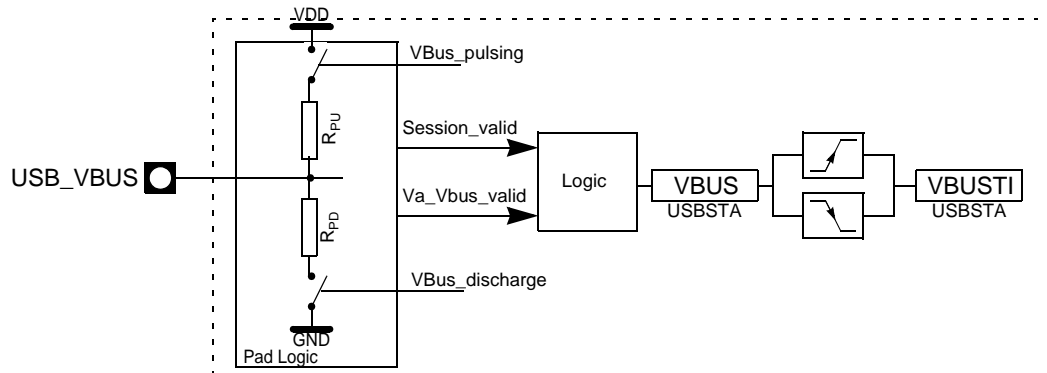 VDD
VBus_pulsing
RPU
Session_valid
USB_VBUS
Logic
VBUS
USBSTA
VBUSTI
USBSTA
Va_Vbus_valid
RPD
VBus_discharge
GND
Pad Logic